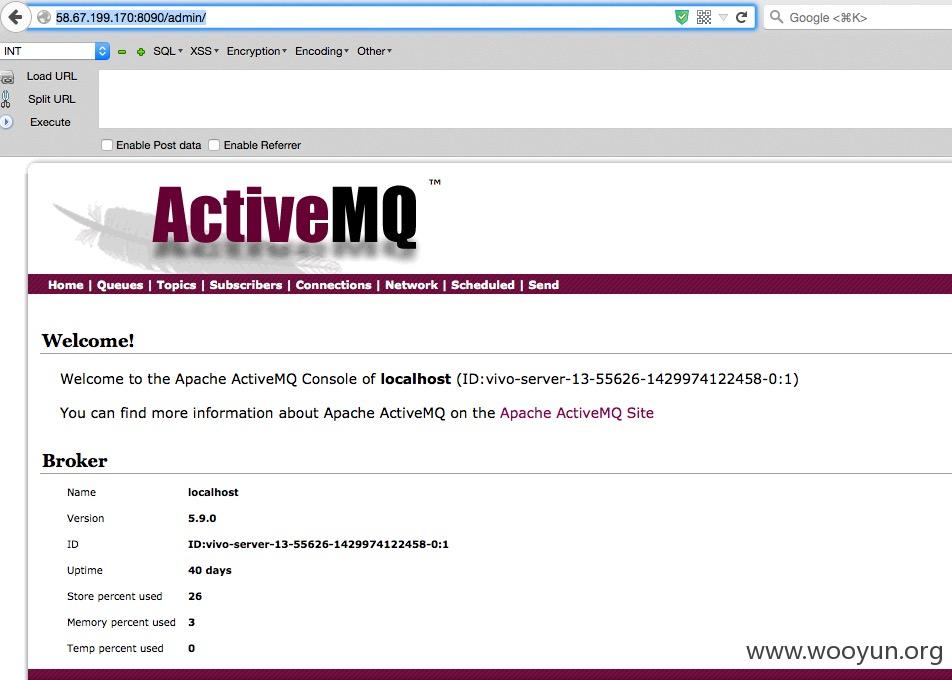 58.67.199.170:8090/admin/
Google <⌘K>
INT SQL XSS Encryption Encoding Other
Load URL
Split URL
Execute
Enable Post data Enable Referrer
ActiveMQ ™
Home | Queues | Topics | Subscribers | Connections | Network | Scheduled | Send
Welcome!
Welcome to the Apache ActiveMQ Console of localhost (ID:vivo-server-13-55626-1429974122458-0:1)
You can find more information about Apache ActiveMQ on the Apache ActiveMQ Site
Broker
Name localhost
Version 5.9.0
ID ID:vivo-server-13-55626-1429974122458-0:1
Uptime 40 days
Store percent used 26
Memory percent used 3
Temp percent used 0
www.wooyun.org